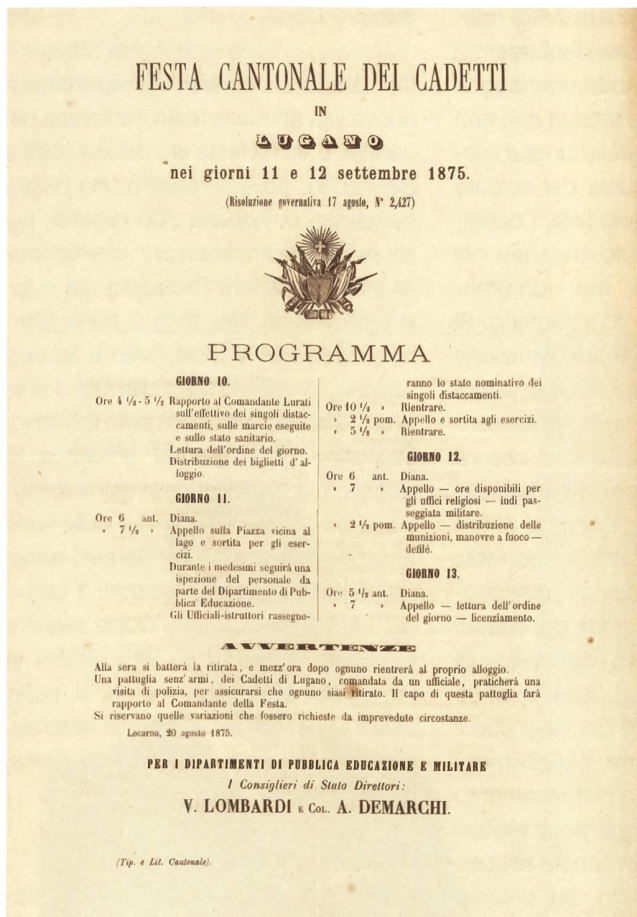 FESTA CANTONALE DEI CADETTI
IN
LUGANO
nei giorni 11 e 12 settembre 1875.
(Risoluzione governativa 17 agosto, Nº 2,427)
PROGRAMMA
GIORNO 10.
Ore 4 ½ - 5 ½ Rapporto al Comandante Lurati
sull'effettivo dei singoli distac-
camenti, sulle marcie eseguite
e sullo stato sanitario.
Lettura dell'ordine del giorno.
Distribuzione dei biglietti d'al-
loggio.
GIORNO 11.
Ore 6 ant. Diana.
» 7 ½ » Appello sulla Piazza vicina al
lago e sortita per gli eser-
cizi.
Durante i medesimi seguirà una
ispezione del personale da
parte del Dipartimento di Pub-
blica Educazione.
Gli Ufficiali-istruttori rassegne-
ranno lo stato nominativo dei
singoli distaccamenti.
Ore 10 ½ » Rientrare.
» 2 ½ pom. Appello e sortita agli esercizi.
» 5 ½ » Rientrare.
GIORNO 12.
Ore 6 ant. Diana.
» 7 » Appello — ore disponibili per
gli uffici religiosi — indi pas-
seggiata militare.
» 2 ½ pom. Appello — distribuzione delle
munizioni, manovre a fuoco —
defilé.
GIORNO 13.
Ore 5 ½ ant. Diana.
» 7 » Appello — lettura dell'ordine
del giorno — licenziamento.
AVVERTENZE
Alla sera si batterà la ritirata, e mezz'ora dopo ognuno rientrerà al proprio alloggio.
Una pattuglia senz'armi, dei Cadetti di Lugano, comandata da un ufficiale, praticherà una
visita di polizia, per assicurarsi che ognuno siasi ritirato. Il capo di questa pattuglia farà
rapporto al Comandante della Festa.
Si riservano quelle variazioni che fossero richieste da imprevedute circostanze.
Locarno, 20 agosto 1875.
PER I DIPARTIMENTI DI PUBBLICA EDUCAZIONE E MILITARE
I Consiglieri di Stato Direttori:
V. LOMBARDI E COL. A. DEMARCHI.
(Tip. e Lit. Cantonale).